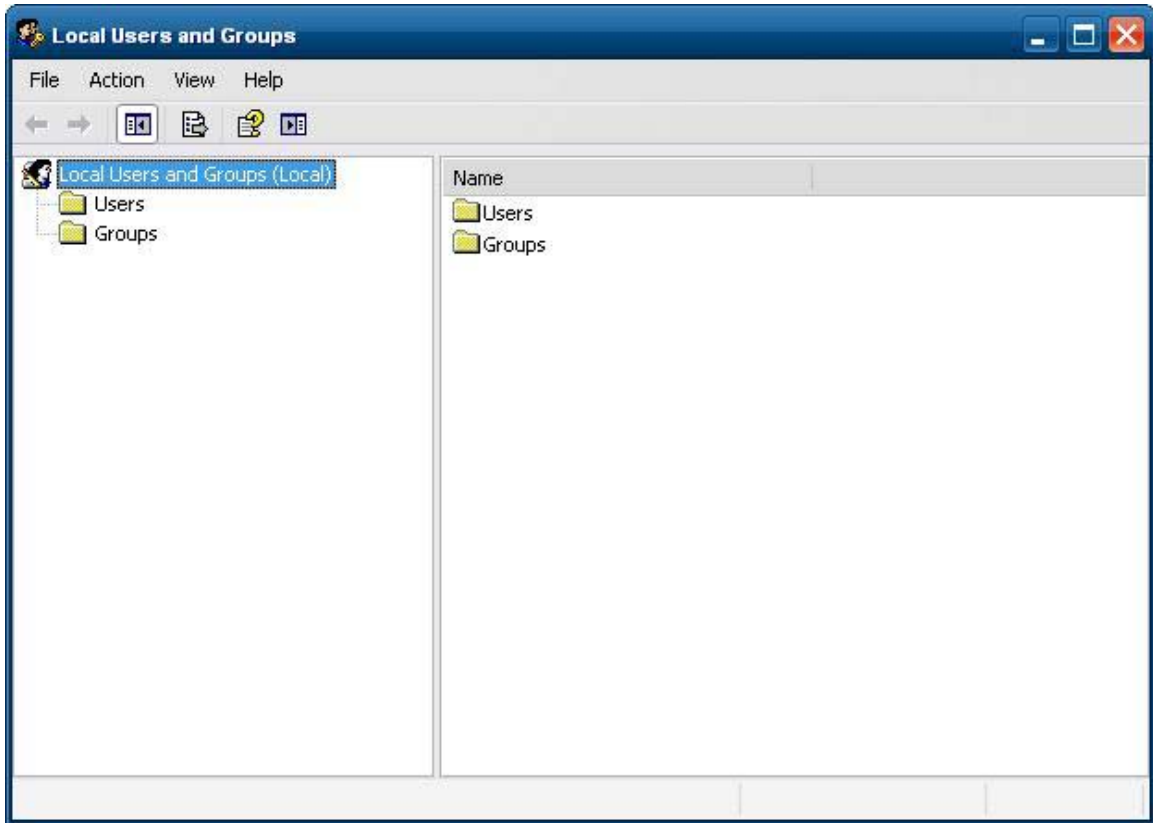 Local Users and Groups
File Action View Help
Local Users and Groups (Local)
Users
Groups
Name
Users
Groups